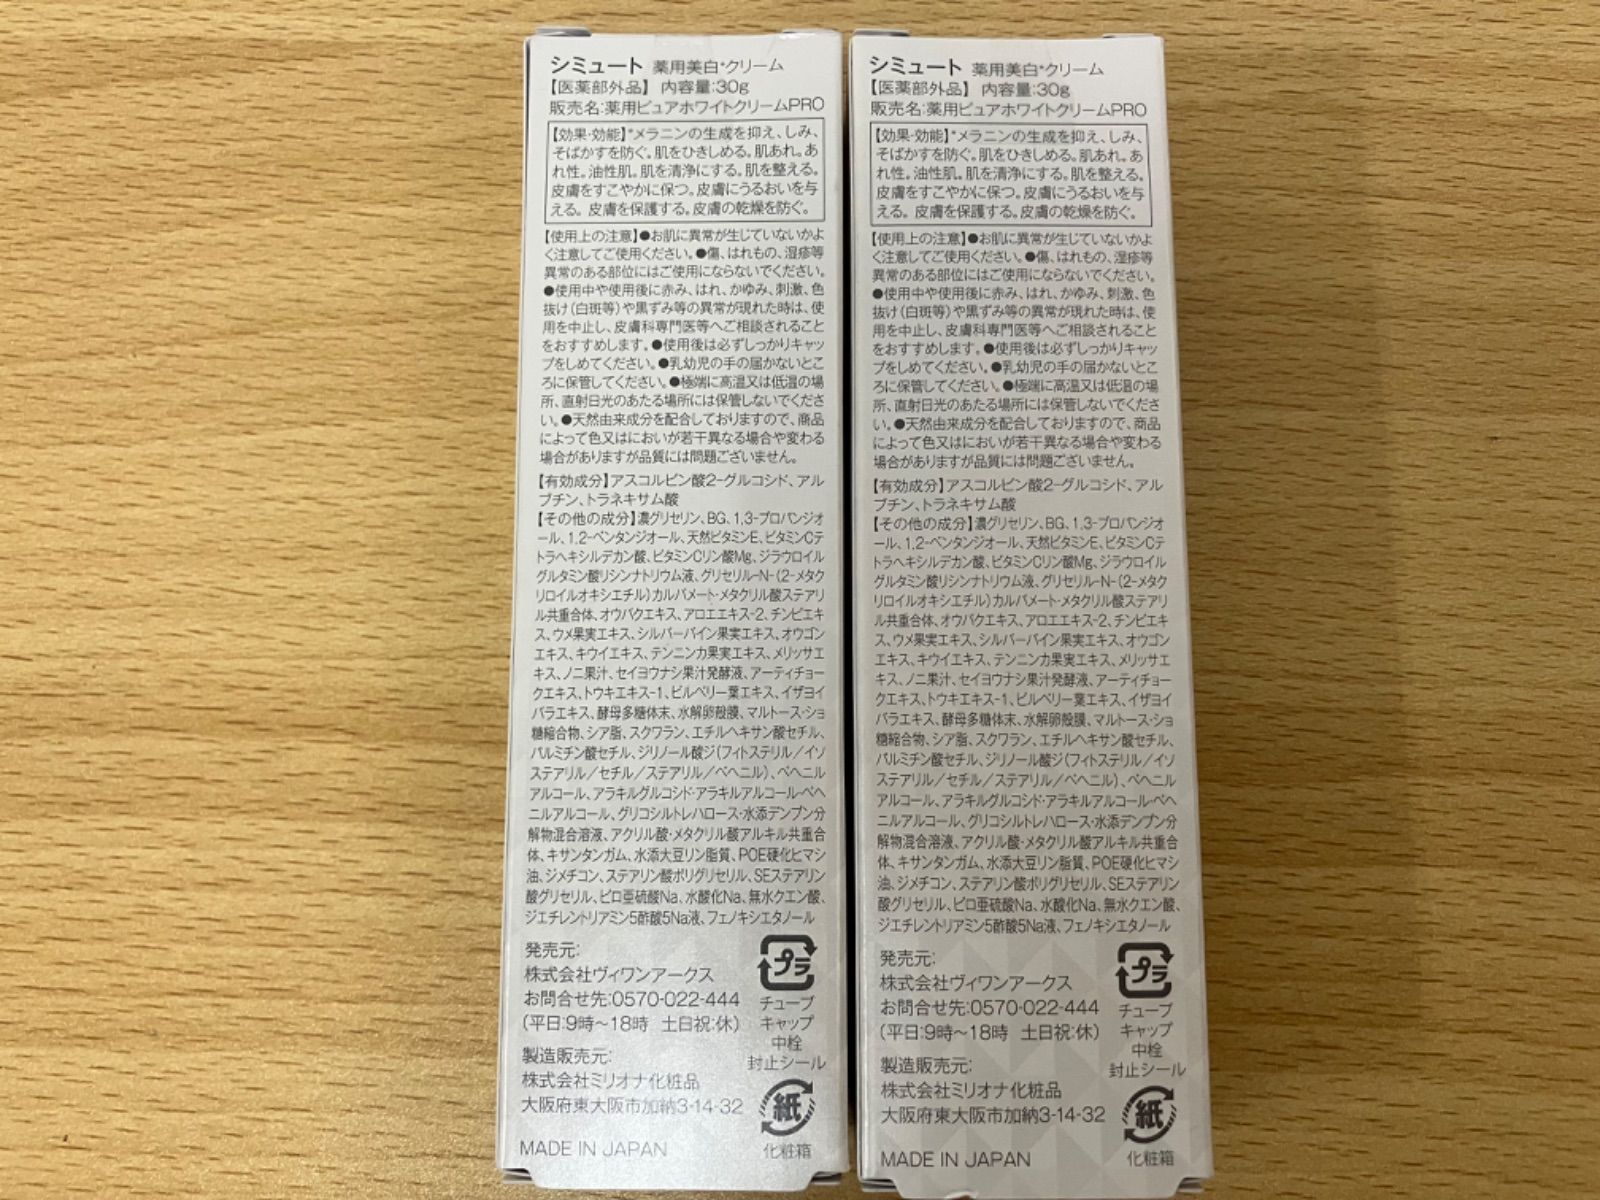 シミュート 薬用美白*クリーム
【医薬部外品】 内容量:30g
販売名:薬用ピュアホワイトクリームPRO
【効果・効能】*メラニンの生成を抑え、しみ、
そばかすを防ぐ。肌をひきしめる。肌あれ。あ
れ性。油性肌。肌を清浄にする。肌を整える。
皮膚をすこやかに保つ。皮膚にうるおいを与
える。皮膚を保護する。皮膚の乾燥を防ぐ。
【使用上の注意】●お肌に異常が生じていないかよ
く注意してご使用ください。●傷、はれもの、湿疹等
異常のある部位にはご使用にならないでください。
●使用中や使用後に赤み、はれ、かゆみ、刺激、色
抜け(白斑等)や黒ずみ等の異常が現れた時は、使
用を中止し、皮膚科専門医等へご相談されること
をおすすめします。●使用後は必ずしっかりキャッ
プをしめてください。●乳幼児の手の届かないとこ
ろに保管してください。●極端に高温又は低温の場
所、直射日光のあたる場所には保管しないでくださ
い。●天然由来成分を配合しておりますので、商品
によって色又はにおいが若干異なる場合や変わる
場合がありますが品質には問題ございません。
【有効成分】アスコルビン酸2-グルコシド、アル
ブチン、トラネキサム酸
【その他の成分】濃グリセリン、BG、1,3-プロパンジオ
ール、1,2-ペンタンジオール、天然ビタミンE、ビタミンCテ
トラヘキシルデカン酸、ビタミンCリン酸Mg、ジラウロイル
グルタミン酸リシンナトリウム液、グリセリル-N-(2-メタク
リロイルオキシエチル)カルバメート・メタクリル酸ステアリ
ル共重合体、オウバクエキス、アロエエキス-2、チンピエキ
ス、ウメ果実エキス、シルバーバイン果実エキス、オウゴン
エキス、キウイエキス、テンニンカ果実エキス、メリッサエ
キス、ノニ果汁、セイヨウナシ果汁発酵液、アーティチョー
クエキス、トウキエキス-1、ビルベリー葉エキス、イザヨイ
バラエキス、酵母多糖体末、水解卵殻膜、マルトース・ショ
糖縮合物、シア脂、スクワラン、エチルヘキサン酸セチル、
パルミチン酸セチル、ジリノール酸ジ(フィトステリル/イソ
ステアリル/セチル/ステアリル/ベヘニル)、ベヘニル
アルコール、アラキルグルコシド・アラキルアルコール・ベヘ
ニルアルコール、グリコシルトレハロース・水添デンプン分
解物混合溶液、アクリル酸・メタクリル酸アルキル共重合
体、キサンタンガム、水添大豆リン脂質、POE硬化ヒマシ
油、ジメチコン、ステアリン酸ポリグリセリル、SEステアリン
酸グリセリル、ピロ亜硫酸Na、水酸化Na、無水クエン酸、
ジエチレントリアミン5酢酸5Na液、フェノキシエタノール
発売元:
株式会社ヴィワンアークス
お問合せ先:0570-022-444
(平日:9時〜18時 土日祝:休)
製造販売元:
株式会社ミリオナ化粧品
大阪府東大阪市加納3-14-32
MADE IN JAPAN
プラ
チューブ
キャップ
中栓
封止シール
紙
化粧箱
シミュート 薬用美白*クリーム
【医薬部外品】 内容量:30g
販売名:薬用ピュアホワイトクリームPRO
【効果・効能】*メラニンの生成を抑え、しみ、
そばかすを防ぐ。肌をひきしめる。肌あれ。あ
れ性。油性肌。肌を清浄にする。肌を整える。
皮膚をすこやかに保つ。皮膚にうるおいを与
える。皮膚を保護する。皮膚の乾燥を防ぐ。
【使用上の注意】●お肌に異常が生じていないかよ
く注意してご使用ください。●傷、はれもの、湿疹等
異常のある部位にはご使用にならないでください。
●使用中や使用後に赤み、はれ、かゆみ、刺激、色
抜け(白斑等)や黒ずみ等の異常が現れた時は、使
用を中止し、皮膚科専門医等へご相談されること
をおすすめします。●使用後は必ずしっかりキャッ
プをしめてください。●乳幼児の手の届かないとこ
ろに保管してください。●極端に高温又は低温の場
所、直射日光のあたる場所には保管しないでくださ
い。●天然由来成分を配合しておりますので、商品
によって色又はにおいが若干異なる場合や変わる
場合がありますが品質には問題ございません。
【有効成分】アスコルビン酸2-グルコシド、アル
ブチン、トラネキサム酸
【その他の成分】濃グリセリン、BG、1,3-プロパンジオ
ール、1,2-ペンタンジオール、天然ビタミンE、ビタミンCテ
トラヘキシルデカン酸、ビタミンCリン酸Mg、ジラウロイル
グルタミン酸リシンナトリウム液、グリセリル-N-(2-メタク
リロイルオキシエチル)カルバメート・メタクリル酸ステアリ
ル共重合体、オウバクエキス、アロエエキス-2、チンピエキ
ス、ウメ果実エキス、シルバーバイン果実エキス、オウゴン
エキス、キウイエキス、テンニンカ果実エキス、メリッサエ
キス、ノニ果汁、セイヨウナシ果汁発酵液、アーティチョー
クエキス、トウキエキス-1、ビルベリー葉エキス、イザヨイ
バラエキス、酵母多糖体末、水解卵殻膜、マルトース・ショ
糖縮合物、シア脂、スクワラン、エチルヘキサン酸セチル、
パルミチン酸セチル、ジリノール酸ジ(フィトステリル/イソ
ステアリル/セチル/ステアリル/ベヘニル)、ベヘニル
アルコール、アラキルグルコシド・アラキルアルコール・ベヘ
ニルアルコール、グリコシルトレハロース・水添デンプン分
解物混合溶液、アクリル酸・メタクリル酸アルキル共重合
体、キサンタンガム、水添大豆リン脂質、POE硬化ヒマシ
油、ジメチコン、ステアリン酸ポリグリセリル、SEステアリン
酸グリセリル、ピロ亜硫酸Na、水酸化Na、無水クエン酸、
ジエチレントリアミン5酢酸5Na液、フェノキシエタノール
発売元:
株式会社ヴィワンアークス
お問合せ先:0570-022-444
(平日:9時〜18時 土日祝:休)
製造販売元:
株式会社ミリオナ化粧品
大阪府東大阪市加納3-14-32
MADE IN JAPAN
プラ
チューブ
キャップ
中栓
封止シール
紙
化粧箱